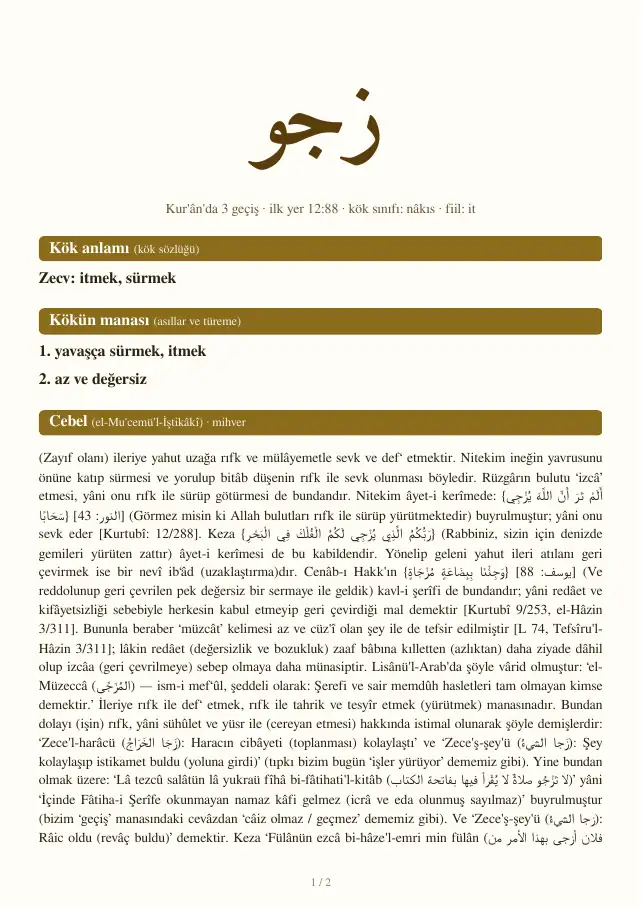 زجو
Kur'ân'da 3 geçiş · ilk yer 12:88 · kök sınıfı: nâkıs · fiil: it
Kök anlamı (kök sözlüğü)
Zecv: itmek, sürmek
Kökün manası (asıllar ve türeme)
1. yavaşça sürmek, itmek
2. az ve değersiz
Cebel (el-Mu'cemü'l-İştikâkî) · mihver
(Zayıf olanı) ileriye yahut uzağa rıfk ve mülâyemetle sevk ve def‘ etmektir. Nitekim ineğin yavrusunu
önüne katıp sürmesi ve yorulup bitâb düşenin rıfk ile sevk olunması böyledir. Rüzgârın bulutu ‘izcâ’
etmesi, yâni onu rıfk ile sürüp götürmesi de bundandır. Nitekim âyet-i kerîmede: {أَلَمْ تَرَ أَنَّ اللَّهَ يُزْجِي
سَحَابًا} [النور: 43] (Görmez misin ki Allah bulutları rıfk ile sürüp yürütmektedir) buyrulmuştur; yâni onu
sevk eder [Kurtubî: 12/288]. Keza {رَبُّكُمُ الَّذِي يُزْجِي لَكُمُ الْفُلْكَ فِي الْبَحْرِ} (Rabbiniz, sizin için denizde
gemileri yürüten zattır) âyet-i kerîmesi de bu kabildendir. Yönelip geleni yahut ileri atılanı geri
çevirmek ise bir nevî ib‘âd (uzaklaştırma)dır. Cenâb-ı Hakk'ın {وَجِئْنَا بِبِضَاعَةٍ مُزْجَاةٍ} [يوسف: 88] (Ve
reddolunup geri çevrilen pek değersiz bir sermaye ile geldik) kavl-i şerîfi de bundandır; yâni redâet ve
kifâyetsizliği sebebiyle herkesin kabul etmeyip geri çevirdiği mal demektir [Kurtubî 9/253, el-Hâzin
3/311]. Bununla beraber ‘müzcât’ kelimesi az ve cüz'î olan şey ile de tefsir edilmiştir [L 74, Tefsîru'l-
Hâzin 3/311]; lâkin redâet (değersizlik ve bozukluk) zaaf bâbına kılletten (azlıktan) daha ziyade dâhil
olup izcâa (geri çevrilmeye) sebep olmaya daha münasiptir. Lisânü'l-Arab'da şöyle vârid olmuştur: ‘el-
Müzeccâ (المُزَجَّى) — ism-i mef‘ûl, şeddeli olarak: Şerefi ve sair memdûh hasletleri tam olmayan kimse
demektir.’ İleriye rıfk ile def‘ etmek, rıfk ile tahrik ve tesyîr etmek (yürütmek) manasınadır. Bundan
dolayı (işin) rıfk, yâni sühûlet ve yüsr ile (cereyan etmesi) hakkında istimal olunarak şöyle demişlerdir:
‘Zece'l-harâcü (زَجَا الخَرَاجُ): Haracın cibâyeti (toplanması) kolaylaştı’ ve ‘Zece'ş-şey'ü (زجا الشيءُ): Şey
kolaylaşıp istikamet buldu (yoluna girdi)’ (tıpkı bizim bugün ‘işler yürüyor’ dememiz gibi). Yine bundan
olmak üzere: ‘Lâ tezcû salâtün lâ yukraü fîhâ bi-fâtihati'l-kitâb (لا تَزْجُو صلاةٌ لا يُقْرَأُ فيها بفاتحة الكتاب)’ yâni
‘İçinde Fâtiha-i Şerîfe okunmayan namaz kâfi gelmez (icrâ ve eda olunmuş sayılmaz)’ buyrulmuştur
(bizim ‘geçiş’ manasındaki cevâzdan ‘câiz olmaz / geçmez’ dememiz gibi). Ve ‘Zece'ş-şey'ü (زجا الشيءُ):
Râic oldu (revâç buldu)’ demektir. Keza ‘Fülânün ezcâ bi-hâze'l-emri min fülân (فلان أزجى بهذا الأمر من
1 / 2